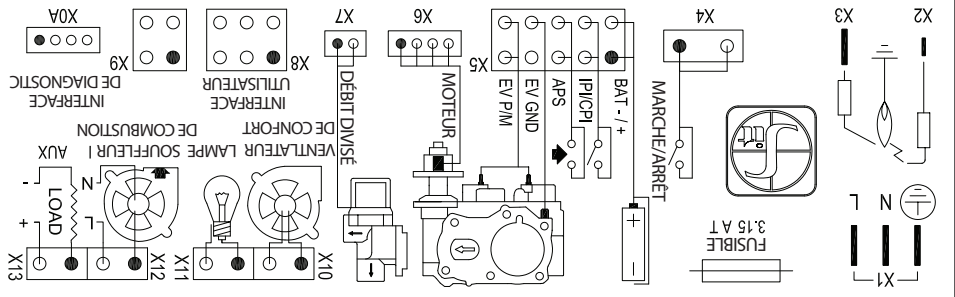 X0A
X9
X8
X7
X6
X5
X4
X3
X2
INTERFACE
DE DIAGNOSTIC
INTERFACE
UTILISATEUR
DÉBIT DIVISÉ
MOTEUR
EV P/M
EV GND
APS
IPI/CPI
BAT - / +
MARCHE/ARRÊT
AUX
SOUFFLEUR I
DE COMBUSTION
LAMPE
VENTILATEUR
DE CONFORT
-
+
LOAD
N
L
+
-
FUSIBLE
3.15 A T
L
N
X13
X12
X11
X10
X1